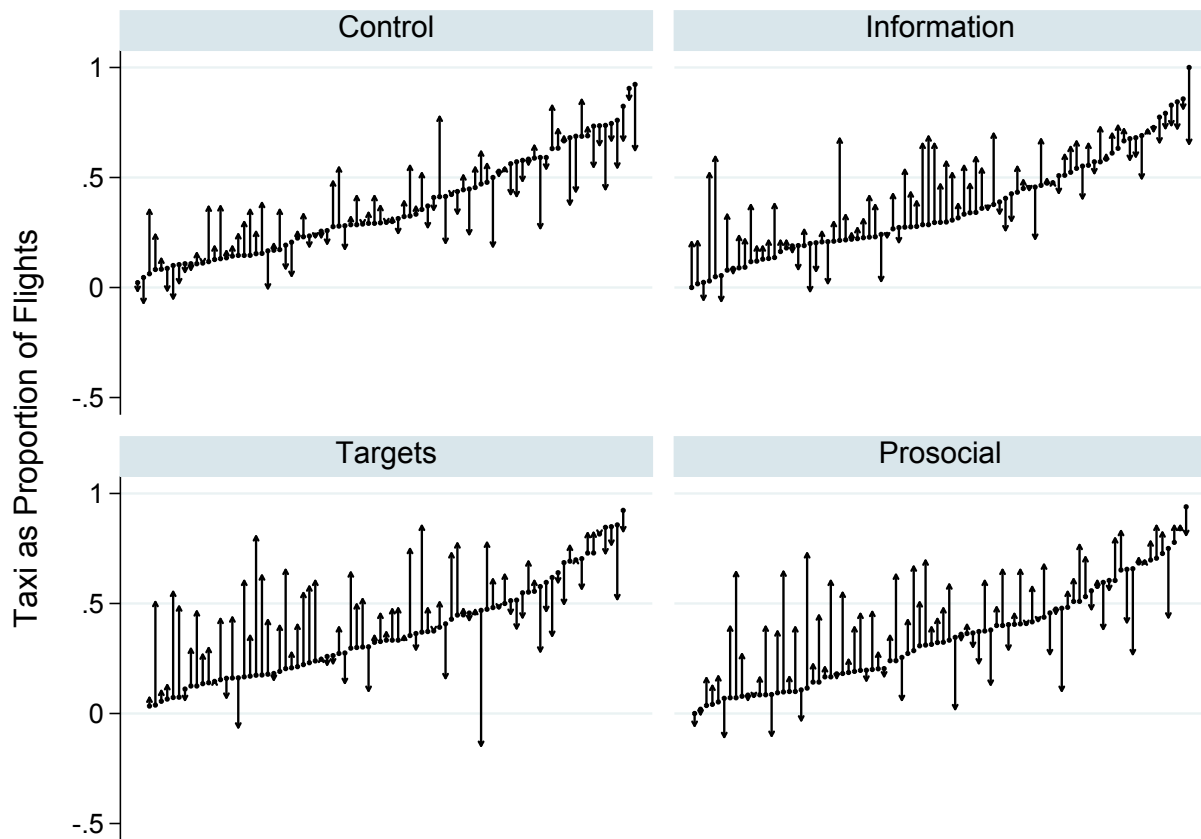 Control
Information
Taxi as Proportion of Flights
1
.5
0
-.5
Targets
Prosocial
1
.5
0
-.5